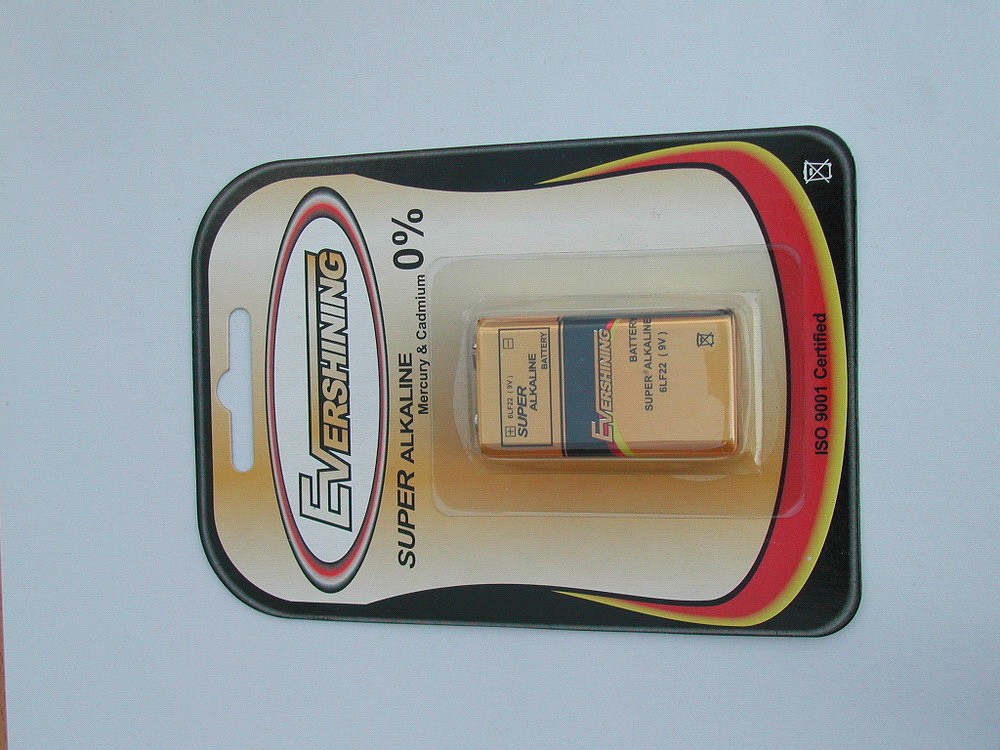 EVERSHINING
SUPER ALKALINE
Mercury & Cadmium 0%
+ 6LF22 (9V) -
SUPER
ALKALINE
BATTERY
EVERSHINING
BATTERY
SUPER ALKALINE
6LF22 (9V)
ISO 9001 Certified